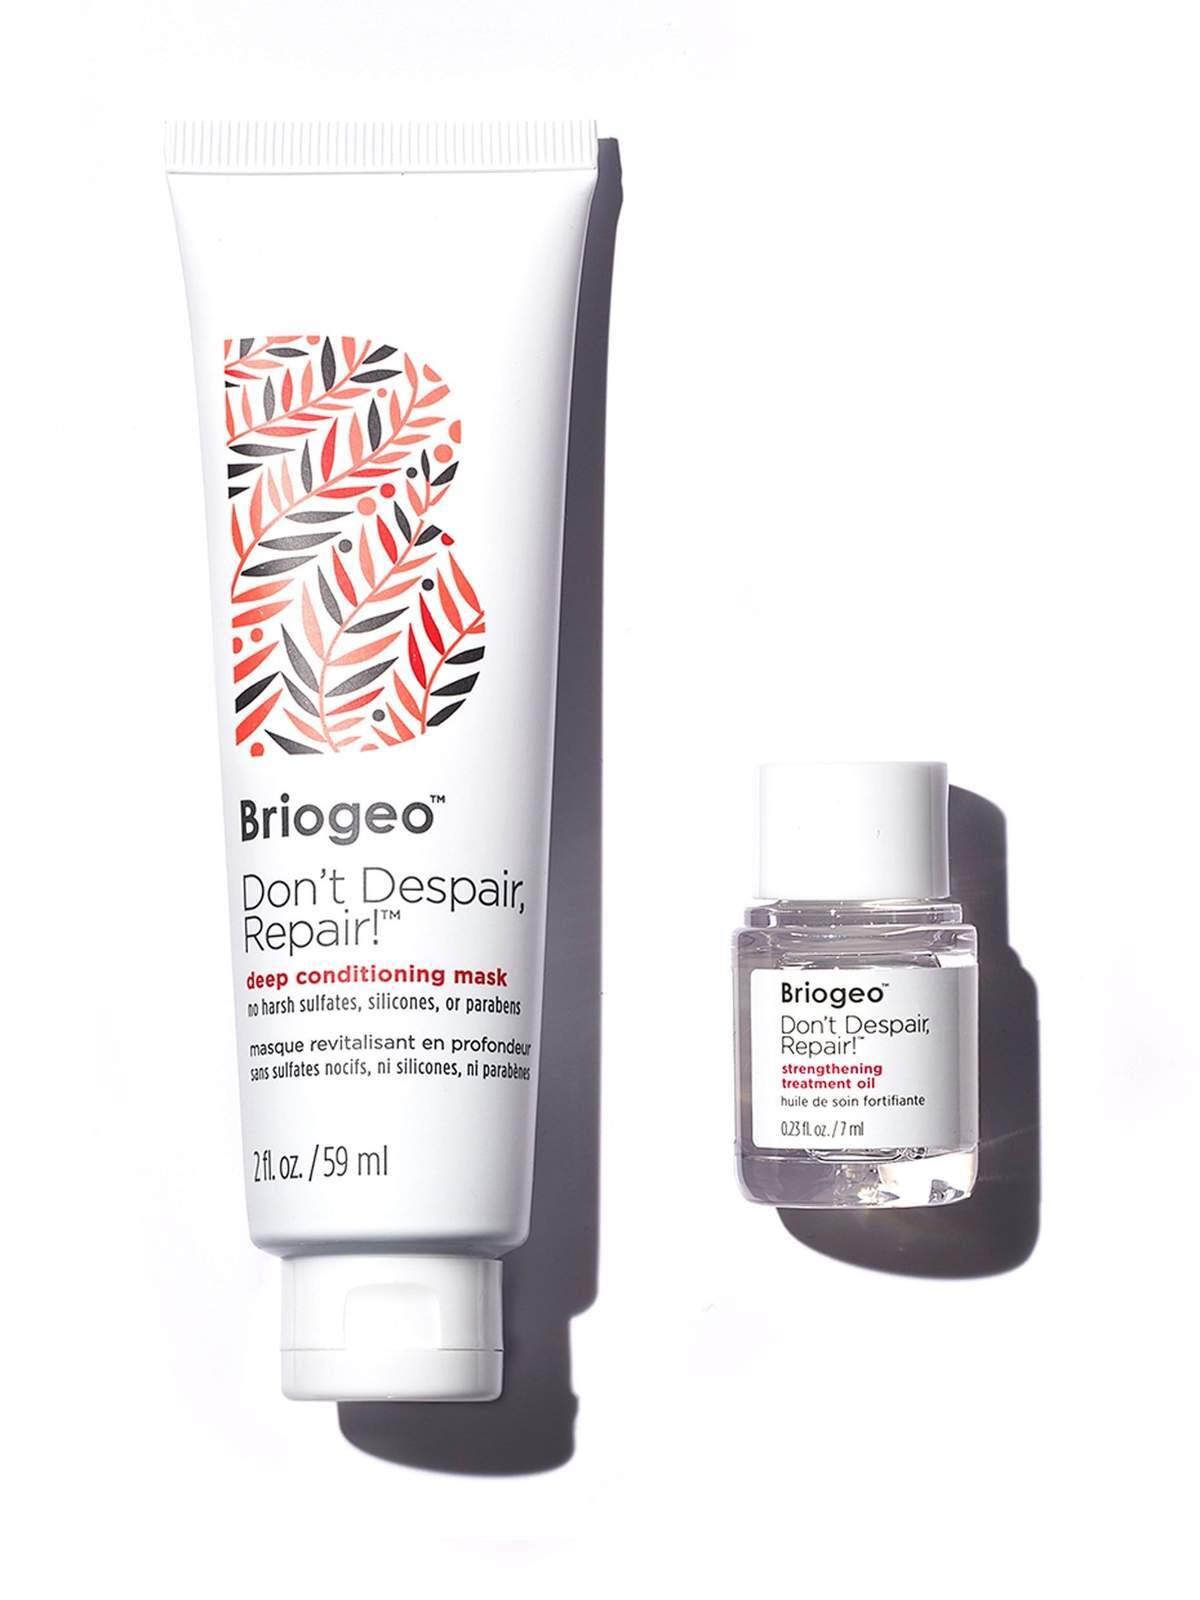 Briogeo™
Don't Despair,
Repair!™
deep conditioning mask
no harsh sulfates, silicones, or parabens
masque revitalisant en profondeur
sans sulfates nocifs, ni silicones, ni parabènes
2 fl. oz. / 59 ml
Briogeo™
Don't Despair,
Repair!™
strengthening
treatment oil
huile de soin fortifiante
0.23 fl. oz. / 7 ml